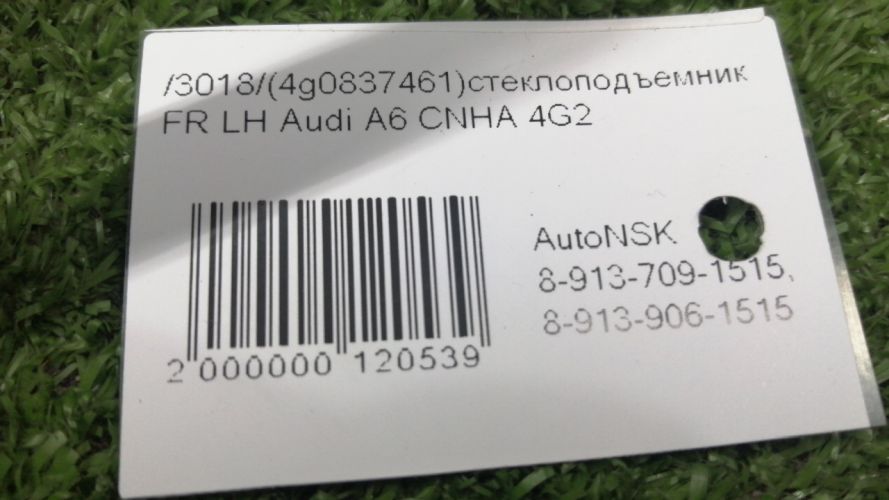 /3018/(4g0837461)стеклоподъемник
FR LH Audi A6 CNHA 4G2
AutoNSK
8-913-709-1515,
8-913-906-1515
2 000000 120539